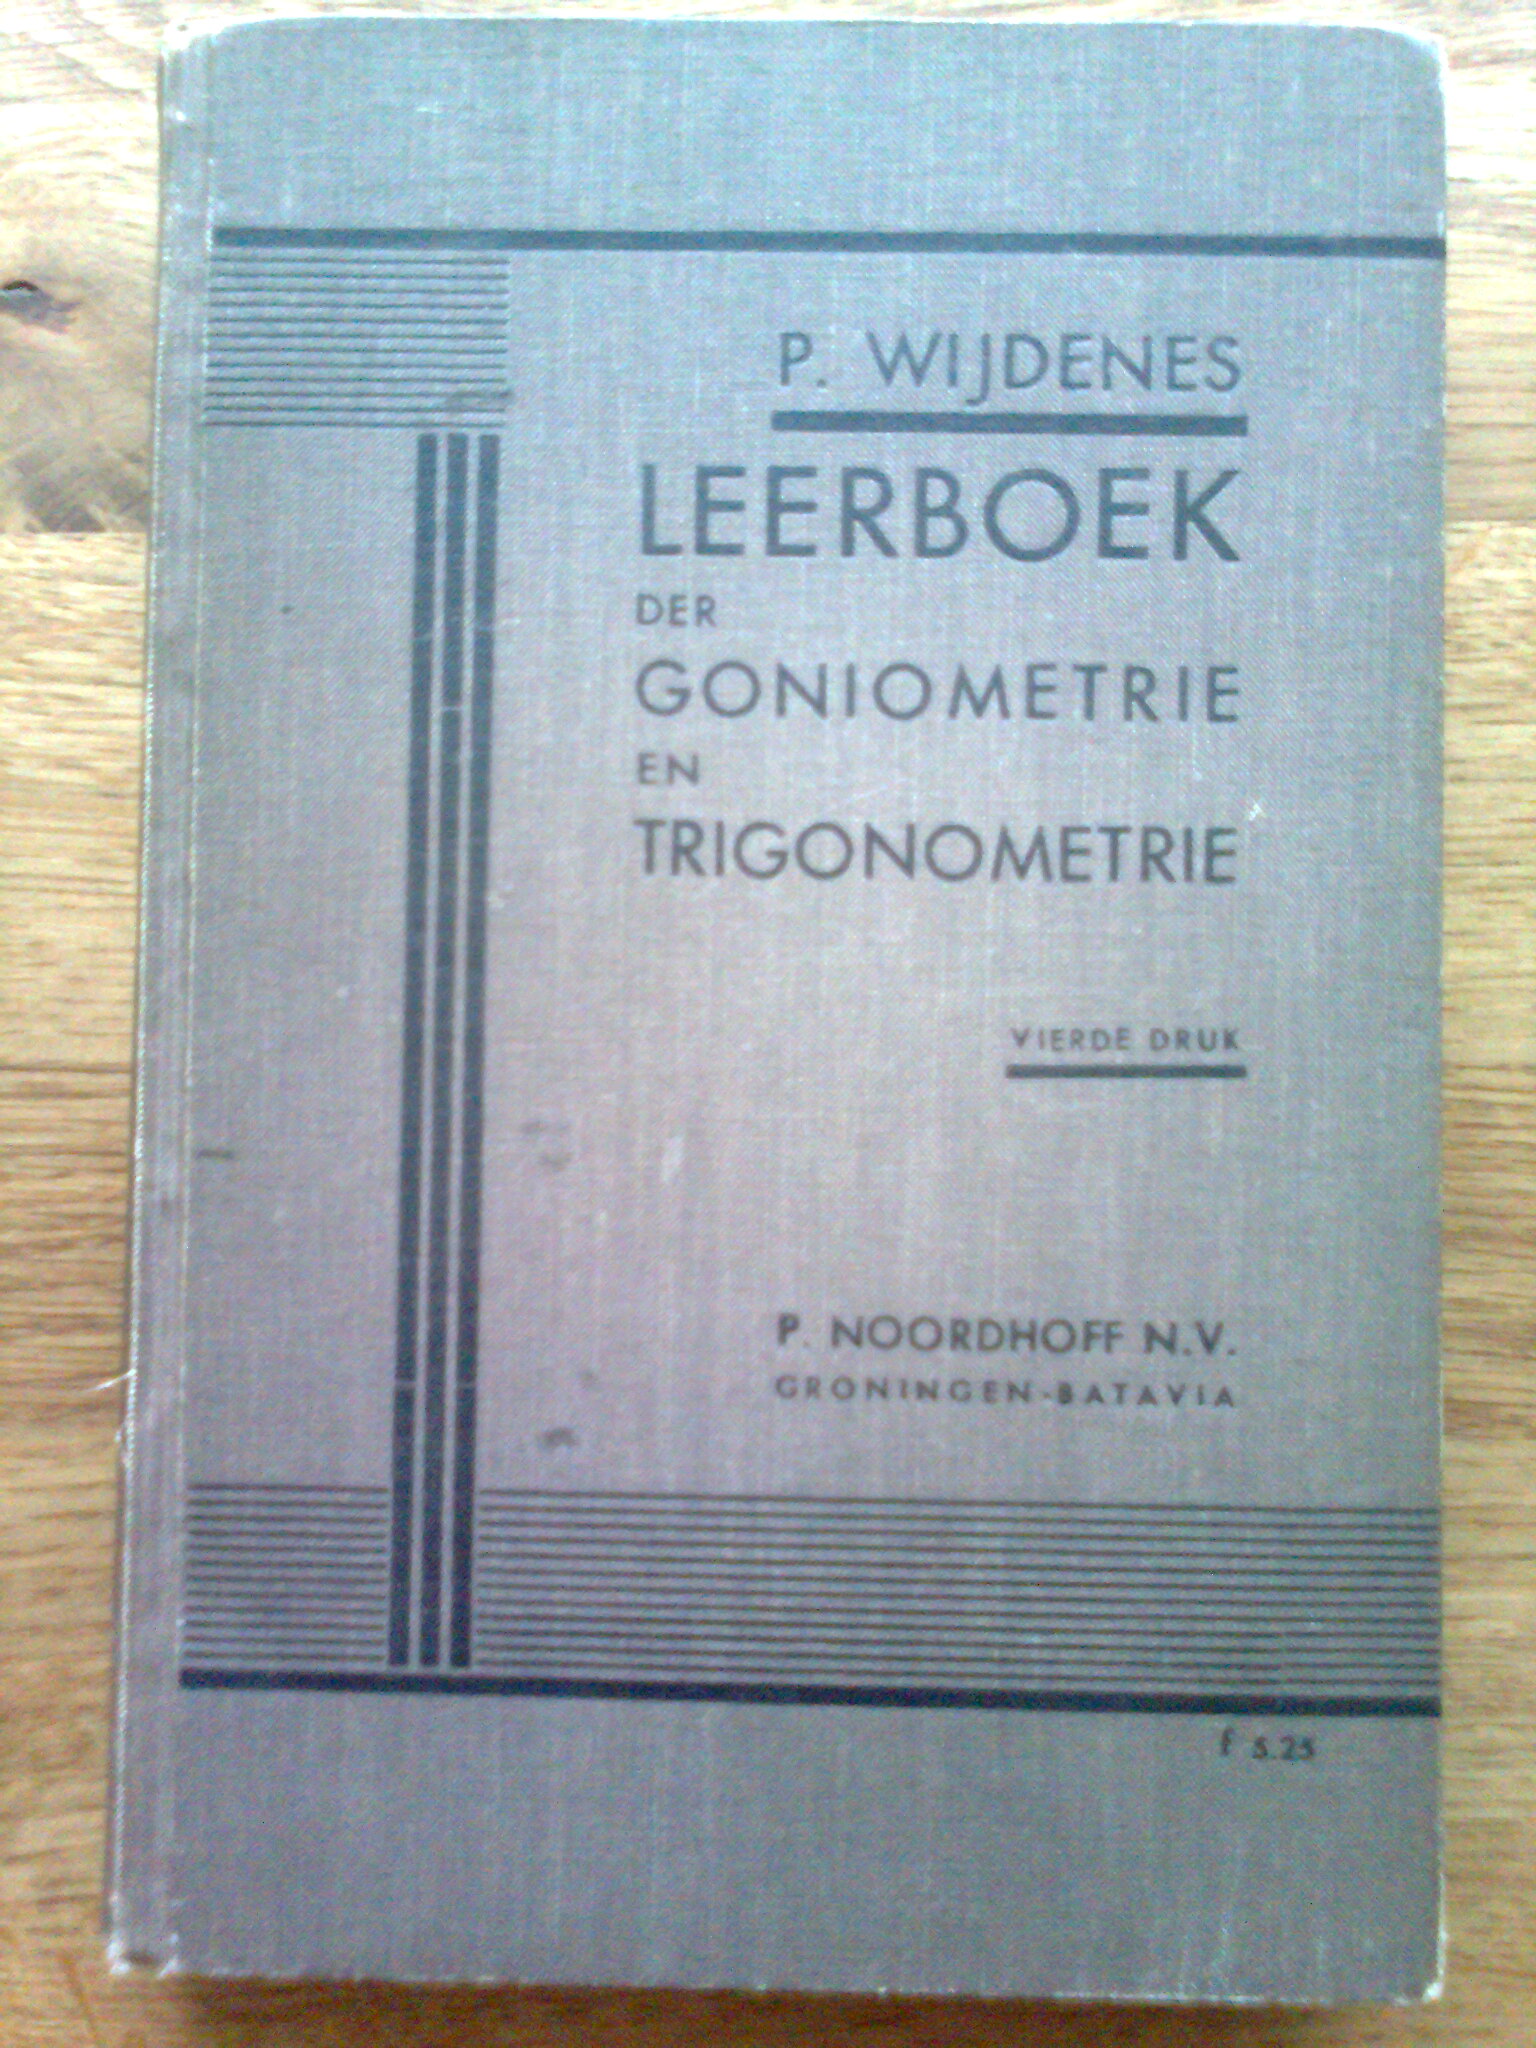 P. WIJDENES
LEERBOEK
DER
GONIOMETRIE
EN
TRIGONOMETRIE
VIERDE DRUK
P. NOORDHOFF N.V.
GRONINGEN-BATAVIA
f 5.25